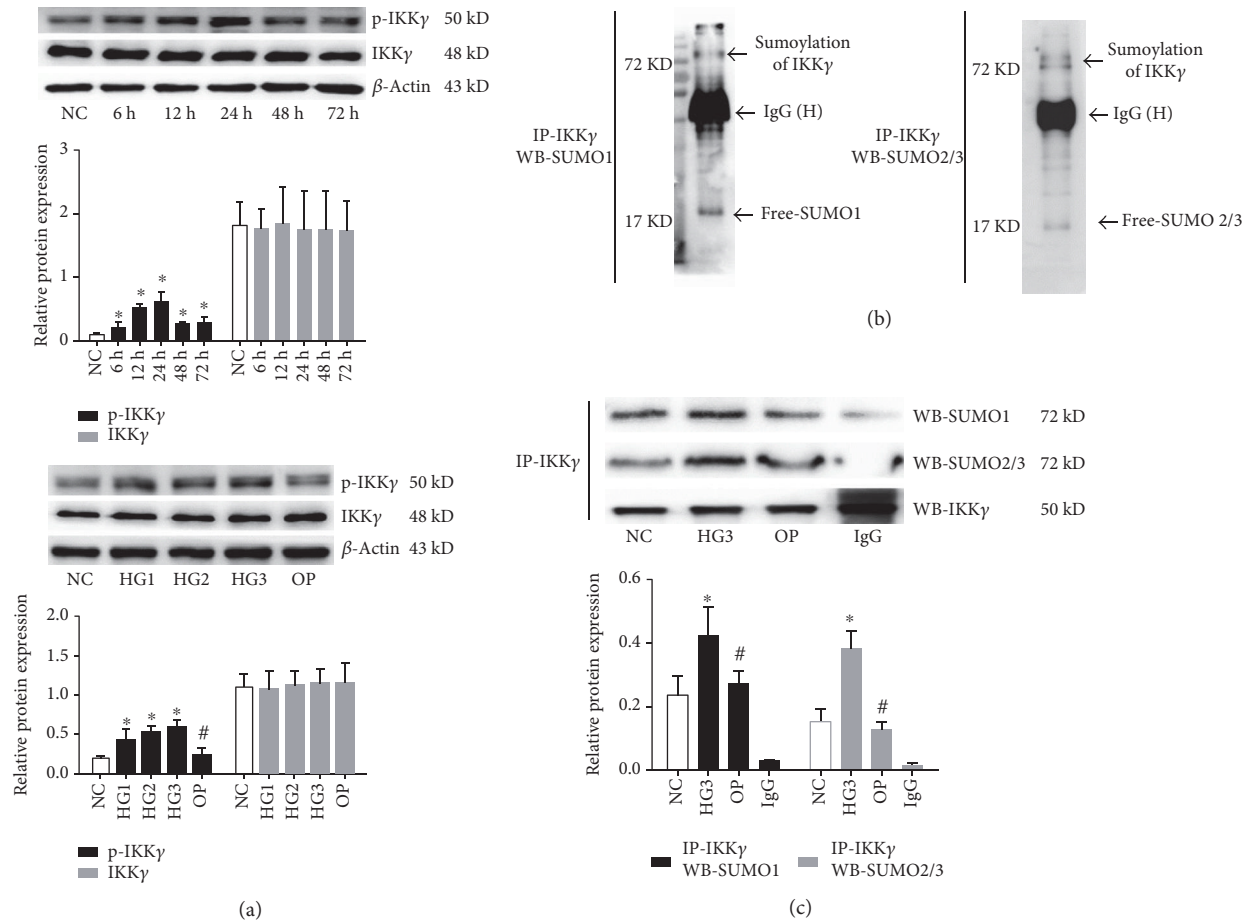 p-IKKγ 50 kD
IKKγ 48 kD
β-Actin 43 kD
NC 6 h 12 h 24 h 48 h 72 h
Relative protein expression
3
2
1
0
* * * * *
NC 6 h 12 h 24 h 48 h 72 h NC 6 h 12 h 24 h 48 h 72 h
p-IKKγ
IKKγ
p-IKKγ 50 kD
IKKγ 48 kD
β-Actin 43 kD
NC HG1 HG2 HG3 OP
Relative protein expression
2.0
1.5
1.0
0.5
0.0
* * * #
NC HG1 HG2 HG3 OP NC HG1 HG2 HG3 OP
p-IKKγ
IKKγ
(a)
IP-IKKγ
WB-SUMO1
72 KD
17 KD
Sumoylation
of IKKγ
IgG (H)
Free-SUMO1
IP-IKKγ
WB-SUMO2/3
72 KD
17 KD
Sumoylation
of IKKγ
IgG (H)
Free-SUMO 2/3
(b)
IP-IKKγ
WB-SUMO1 72 kD
WB-SUMO2/3 72 kD
WB-IKKγ 50 kD
NC HG3 OP IgG
Relative protein expression
0.6
0.4
0.2
0.0
* # * #
NC HG3 OP IgG NC HG3 OP IgG
IP-IKKγ
WB-SUMO1
IP-IKKγ
WB-SUMO2/3
(c)